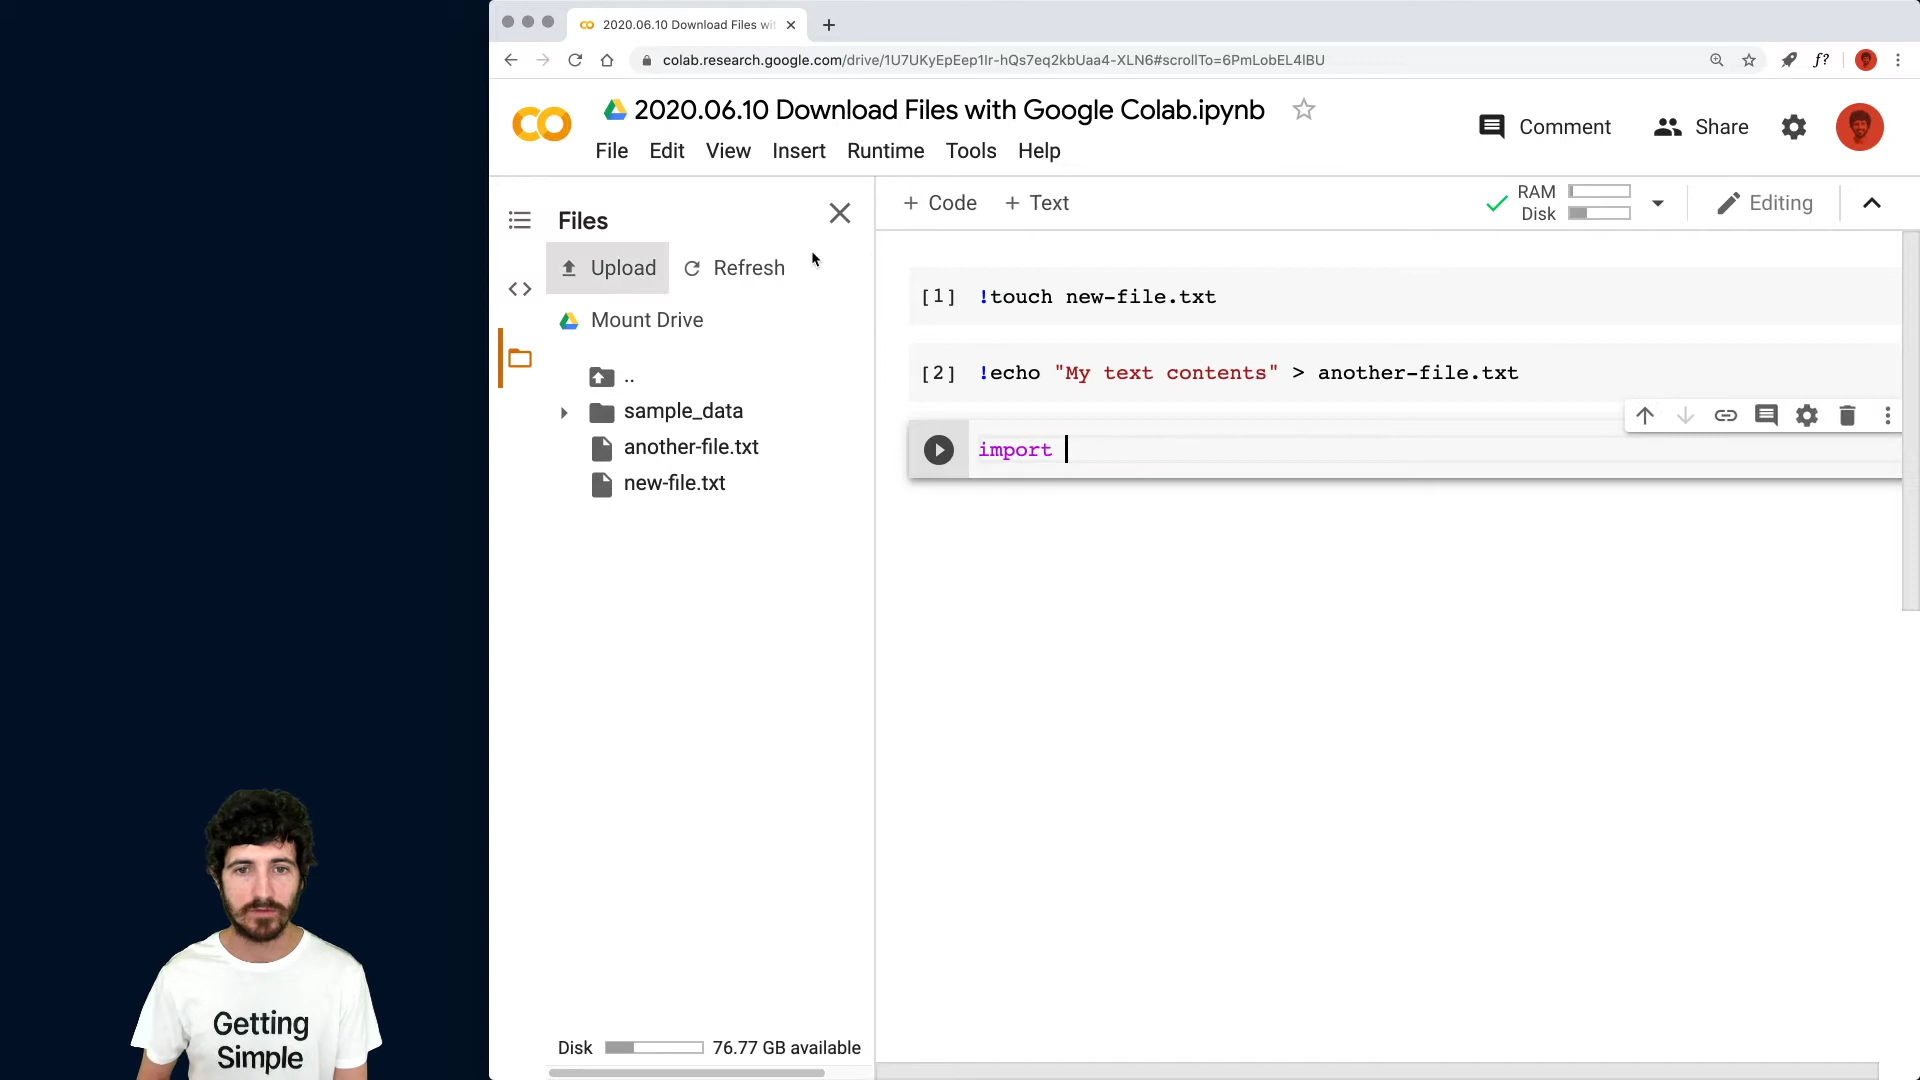 2020.06.10 Download Files wit
colab.research.google.com/drive/1U7UKyEpEep1Ir-hQs7eq2kbUaa4-XLN6#scrollTo=6PmLobEL4lBU
f?
2020.06.10 Download Files with Google Colab.ipynb
File Edit View Insert Runtime Tools Help
Comment Share
Files
Upload Refresh
Mount Drive
..
sample_data
another-file.txt
new-file.txt
Disk 76.77 GB available
+ Code + Text
RAM
Disk
Editing
[1] !touch new-file.txt
[2] !echo "My text contents" > another-file.txt
import
Getting
Simple